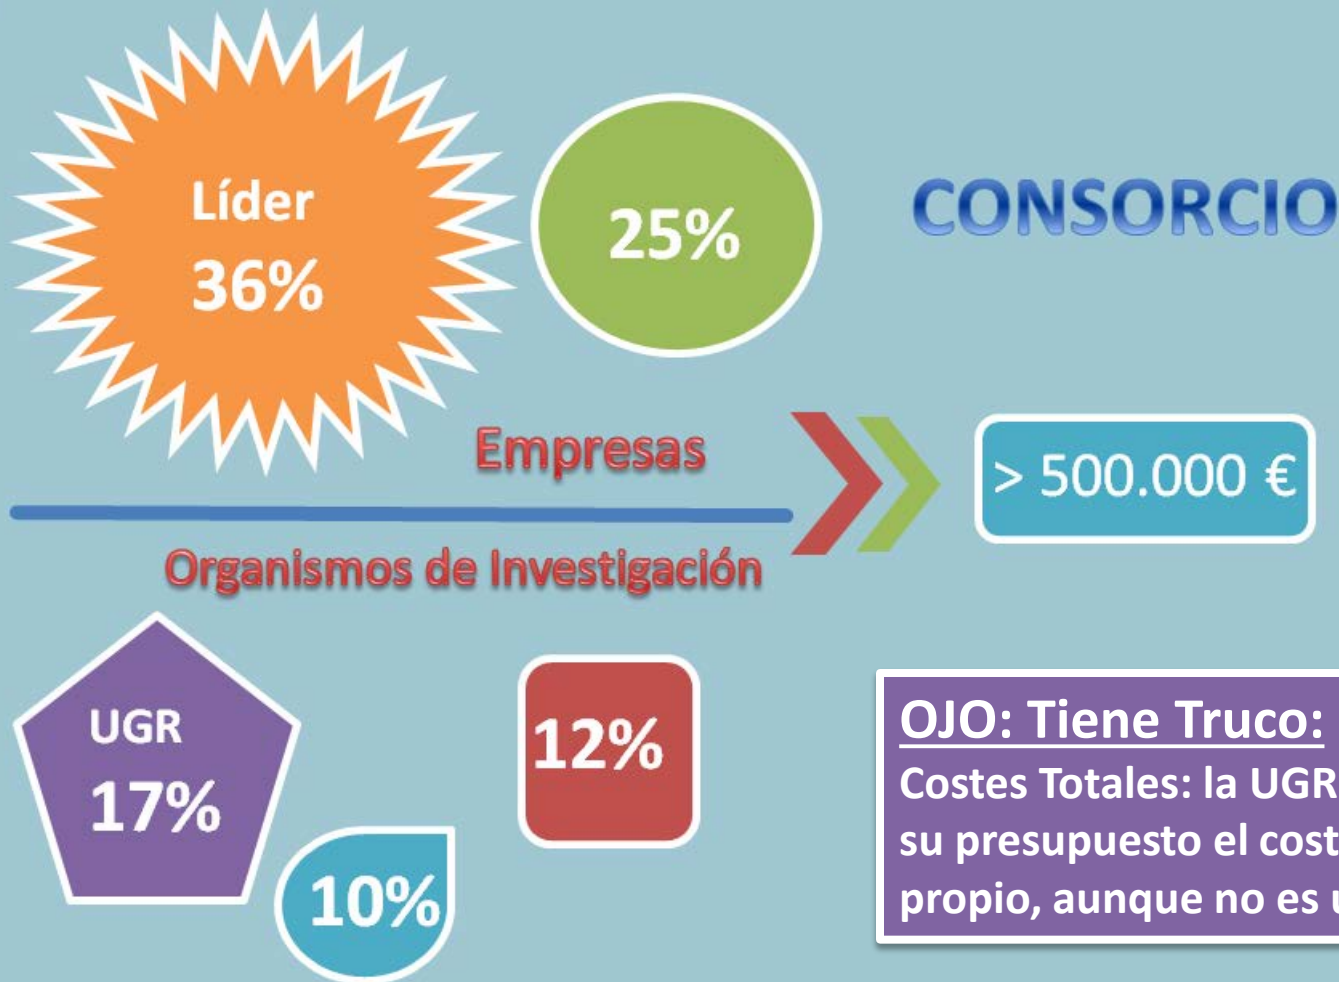 Líder
36%
25%
CONSORCIO
Empresas
> 500.000 €
Organismos de Investigación
UGR
17%
12%
10%
OJO: Tiene Truco:
Costes Totales: la UGR
su presupuesto el
propio, aunque no es